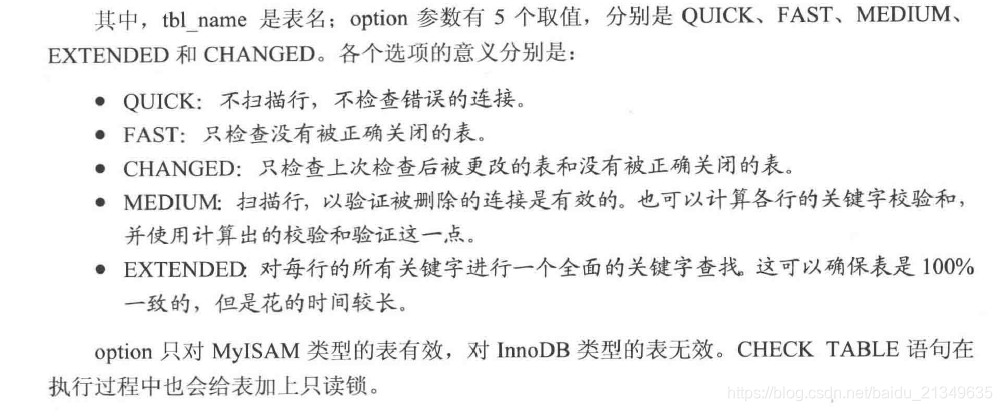 其中，tbl_name 是表名；option 参数有 5 个取值，分别是 QUICK、FAST、MEDIUM、
EXTENDED 和 CHANGED。各个选项的意义分别是：
● QUICK：不扫描行，不检查错误的连接。
● FAST：只检查没有被正确关闭的表。
● CHANGED：只检查上次检查后被更改的表和没有被正确关闭的表。
● MEDIUM：扫描行，以验证被删除的连接是有效的。也可以计算各行的关键字校验和，
并使用计算出的校验和验证这一点。
● EXTENDED：对每行的所有关键字进行一个全面的关键字查找。这可以确保表是 100%
一致的，但是花的时间较长。
option 只对 MyISAM 类型的表有效，对 InnoDB 类型的表无效。CHECK TABLE 语句在
执行过程中也会给表加上只读锁。
https://blog.csdn.net/baidu_21349635